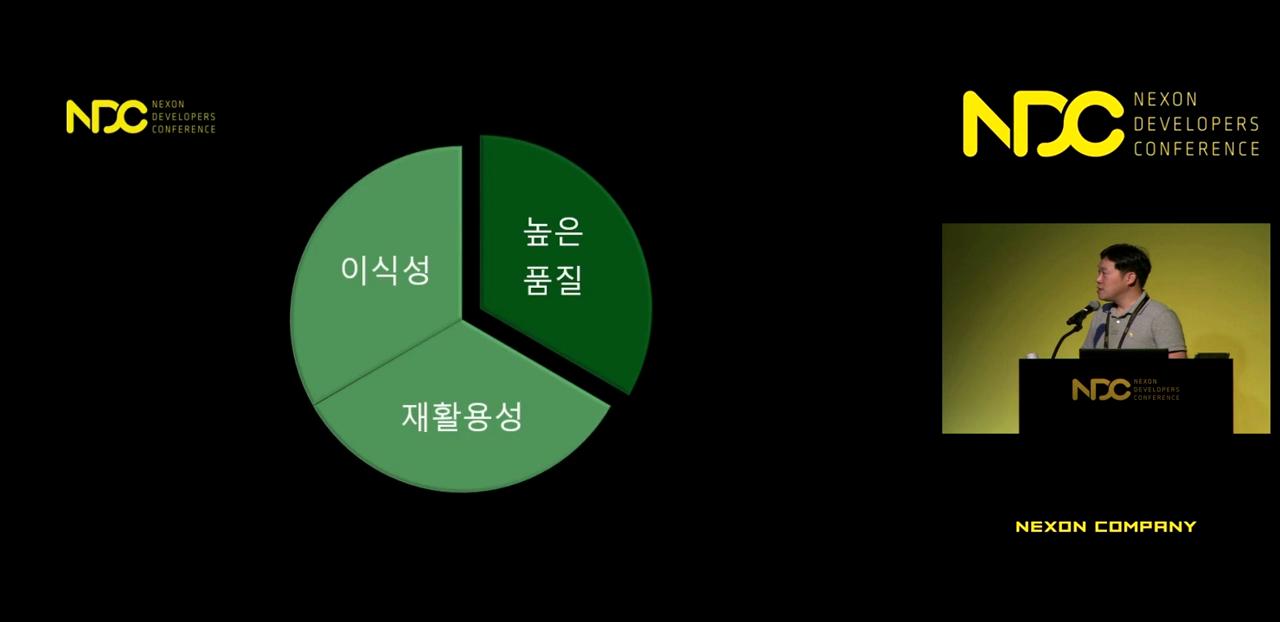 NDC NEXON
DEVELOPERS
CONFERENCE
이식성
높은
품질
재활용성
NDC NEXON
DEVELOPERS
CONFERENCE
NDC NEXON
DEVELOPERS
CONFERENCE
NEXON COMPANY